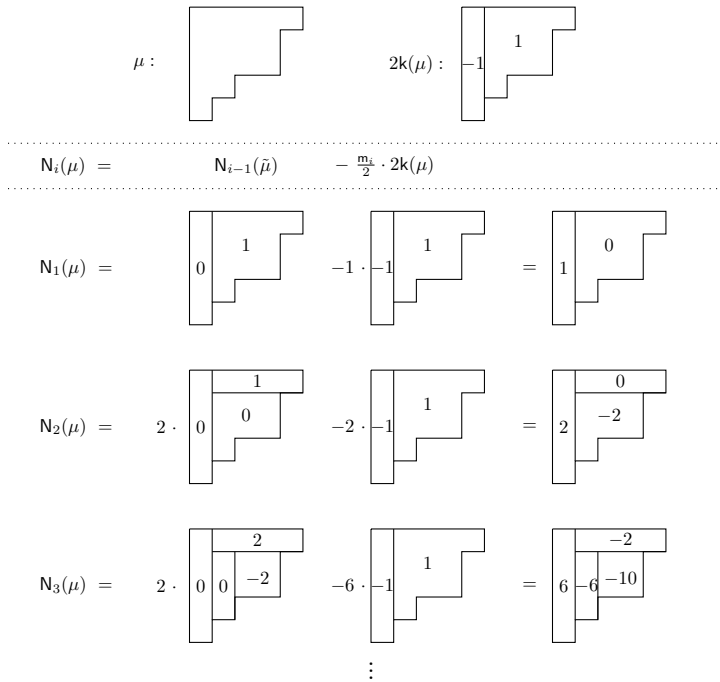 μ : 2k(μ) : −1 1
N_i(μ) = N_{i−1}(μ̃) − m_i/2 · 2k(μ)
N_1(μ) = 0 1 −1 · −1 1 = 1 0
N_2(μ) = 2 · 0 1 0 −2 · −1 1 = 2 0 −2
N_3(μ) = 2 · 0 2 0 −2 −6 · −1 1 = 6 −2 −6 −10
⋮